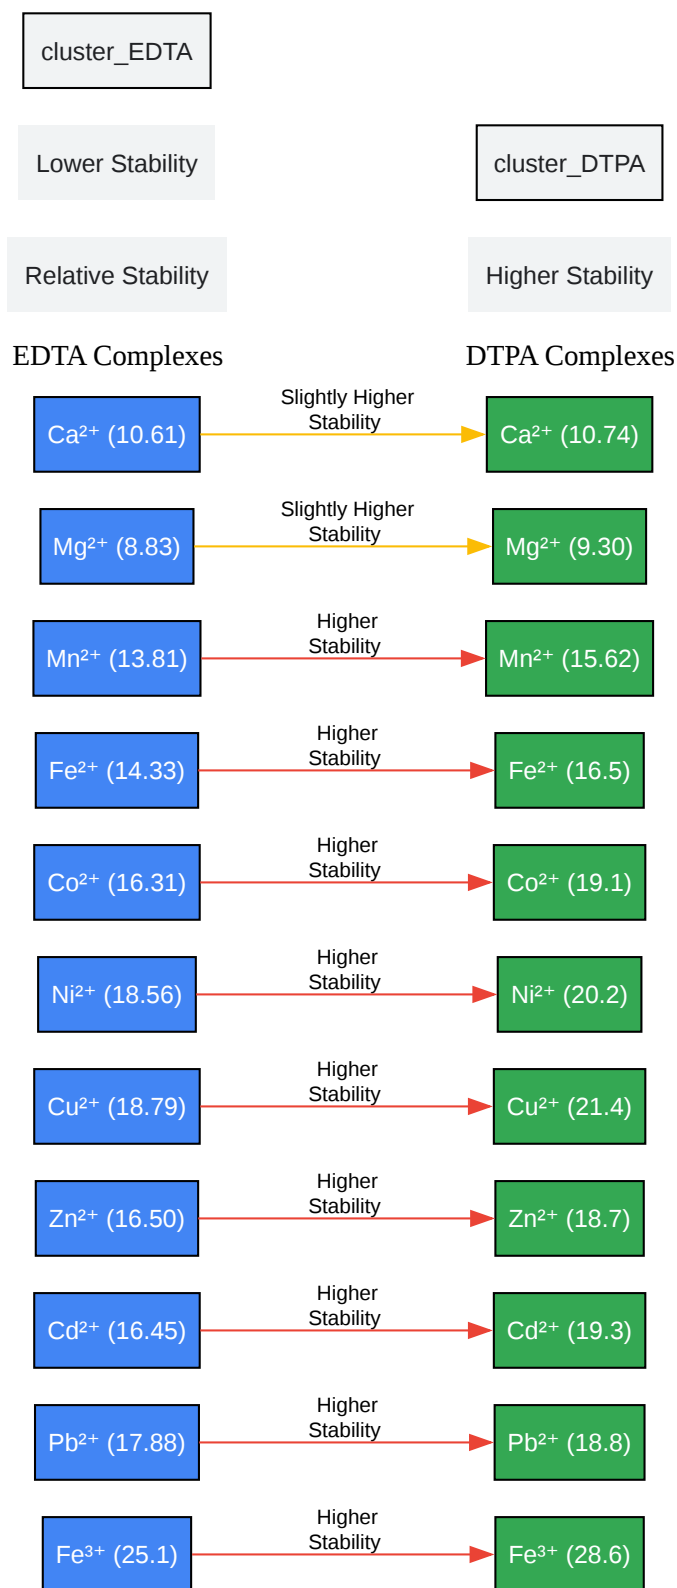 cluster_EDTA
Lower Stability
cluster_DTPA
Relative Stability
Higher Stability
EDTA Complexes
DTPA Complexes
Slightly Higher
Stability
Ca²⁺ (10.61)
Ca²⁺ (10.74)
Slightly Higher
Stability
Mg²⁺ (8.83)
Mg²⁺ (9.30)
Higher
Stability
Mn²⁺ (13.81)
Mn²⁺ (15.62)
Higher
Stability
Fe²⁺ (14.33)
Fe²⁺ (16.5)
Higher
Stability
Co²⁺ (16.31)
Co²⁺ (19.1)
Higher
Stability
Ni²⁺ (18.56)
Ni²⁺ (20.2)
Higher
Stability
Cu²⁺ (18.79)
Cu²⁺ (21.4)
Higher
Stability
Zn²⁺ (16.50)
Zn²⁺ (18.7)
Higher
Stability
Cd²⁺ (16.45)
Cd²⁺ (19.3)
Higher
Stability
Pb²⁺ (17.88)
Pb²⁺ (18.8)
Higher
Stability
Fe³⁺ (25.1)
Fe³⁺ (28.6)